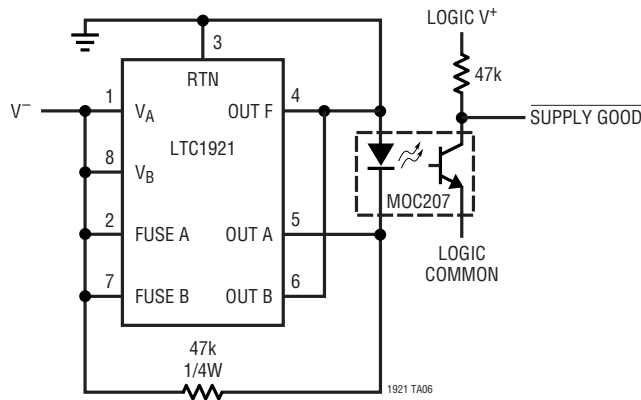 LOGIC V+
3
47k
RTN
1
4
V–
VA
OUT F
SUPPLY GOOD
LTC1921
8
VB
MOC207
2
5
FUSE A
OUT A
LOGIC
COMMON
7
6
FUSE B
OUT B
47k
1/4W
1921 TA06